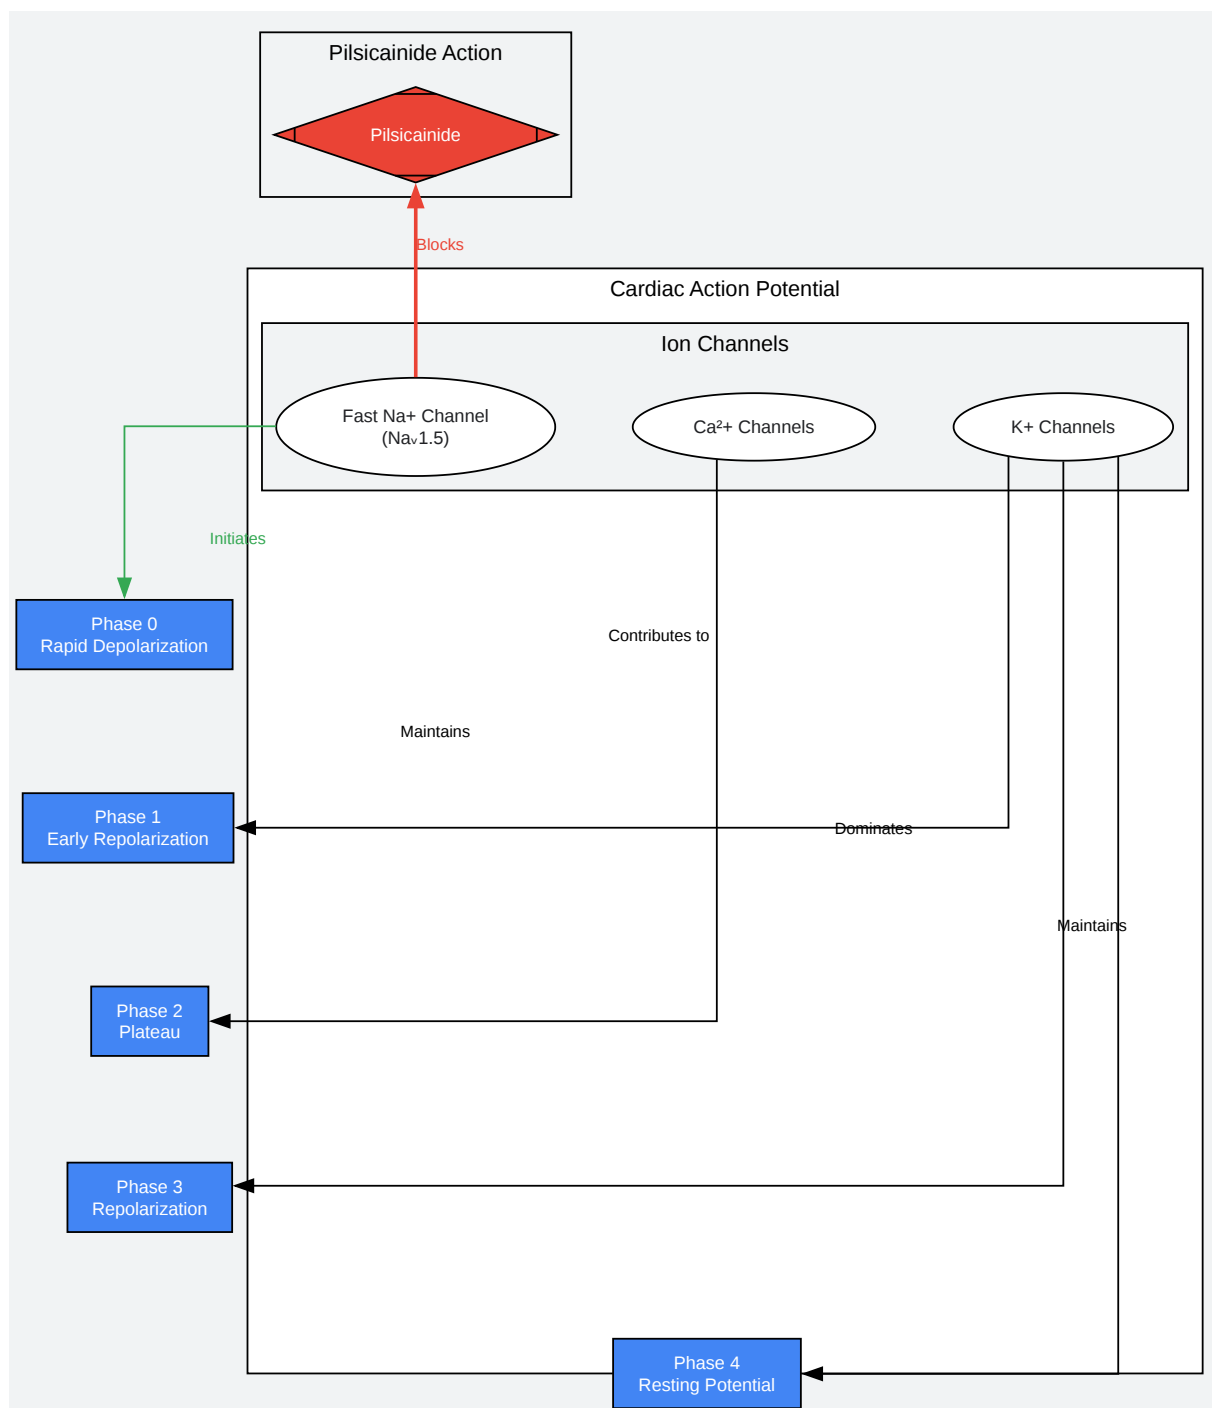 Pilsicainide Action
Pilsicainide
Blocks
Cardiac Action Potential
Ion Channels
Fast Na+ Channel
(Naᵥ1.5)
Ca²+ Channels
K+ Channels
Initiates
Phase 0
Rapid Depolarization
Contributes to
Maintains
Phase 1
Early Repolarization
Dominates
Maintains
Phase 2
Plateau
Phase 3
Repolarization
Phase 4
Resting Potential